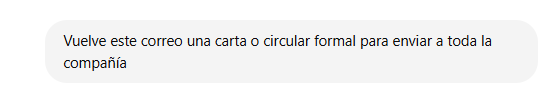 Vuelve este correo una carta o circular formal para enviar a toda la
compañía